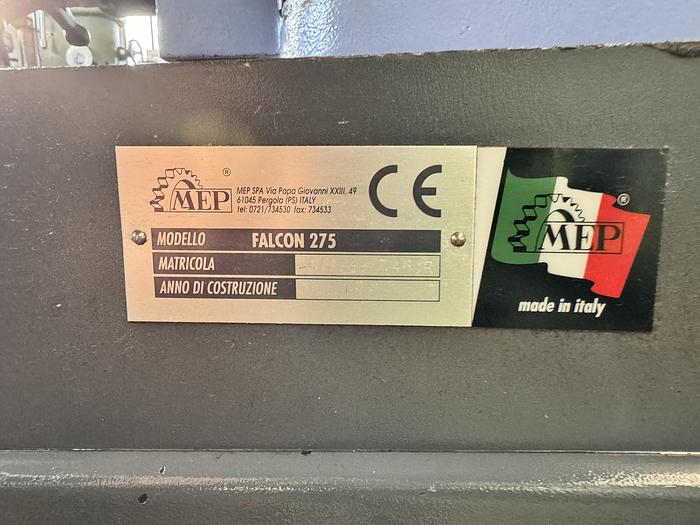 MEP
®
MEP SPA Via Papa Giovanni XXIII, 49
61045 Pergola (PS) ITALY
tel: 0721/734530 fax: 734533
CE
MODELLO FALCON 275
MATRICOLA
ANNO DI COSTRUZIONE
MEP
®
made in italy